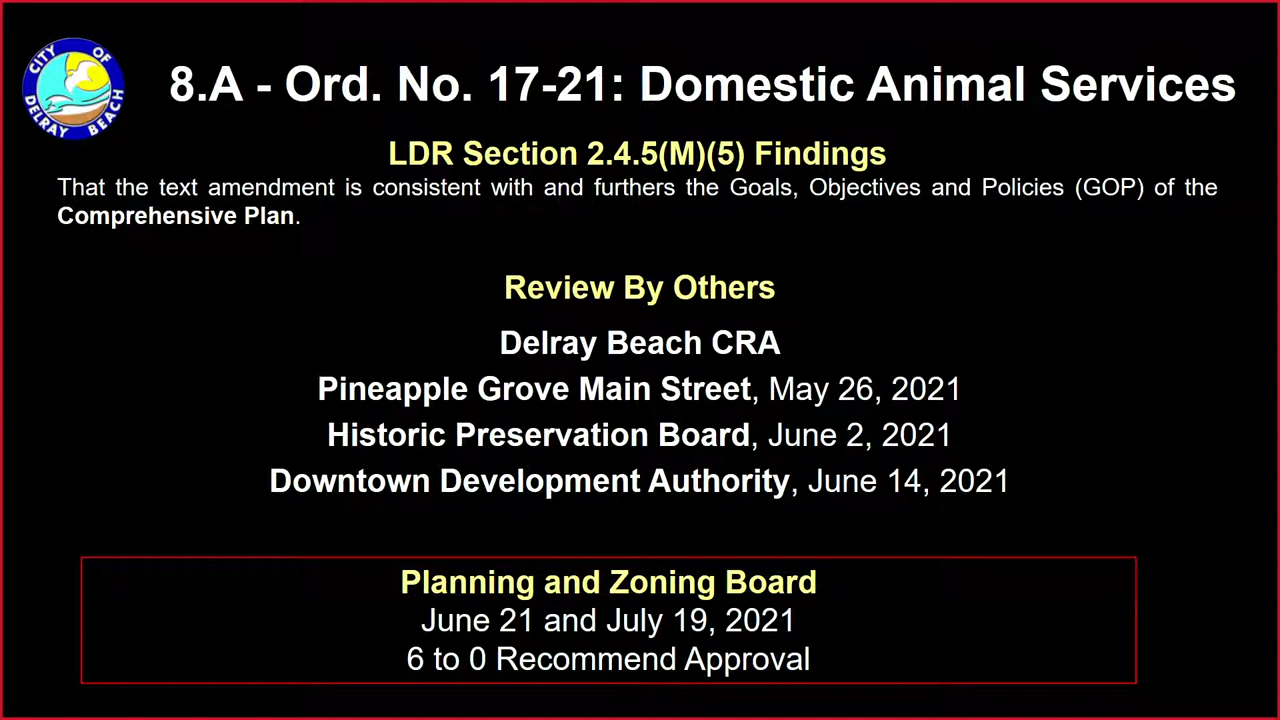 CITY OF
DELRAY BEACH
8.A - Ord. No. 17-21: Domestic Animal Services
LDR Section 2.4.5(M)(5) Findings
That the text amendment is consistent with and furthers the Goals, Objectives and Policies (GOP) of the
Comprehensive Plan.
Review By Others
Delray Beach CRA
Pineapple Grove Main Street, May 26, 2021
Historic Preservation Board, June 2, 2021
Downtown Development Authority, June 14, 2021
Planning and Zoning Board
June 21 and July 19, 2021
6 to 0 Recommend Approval